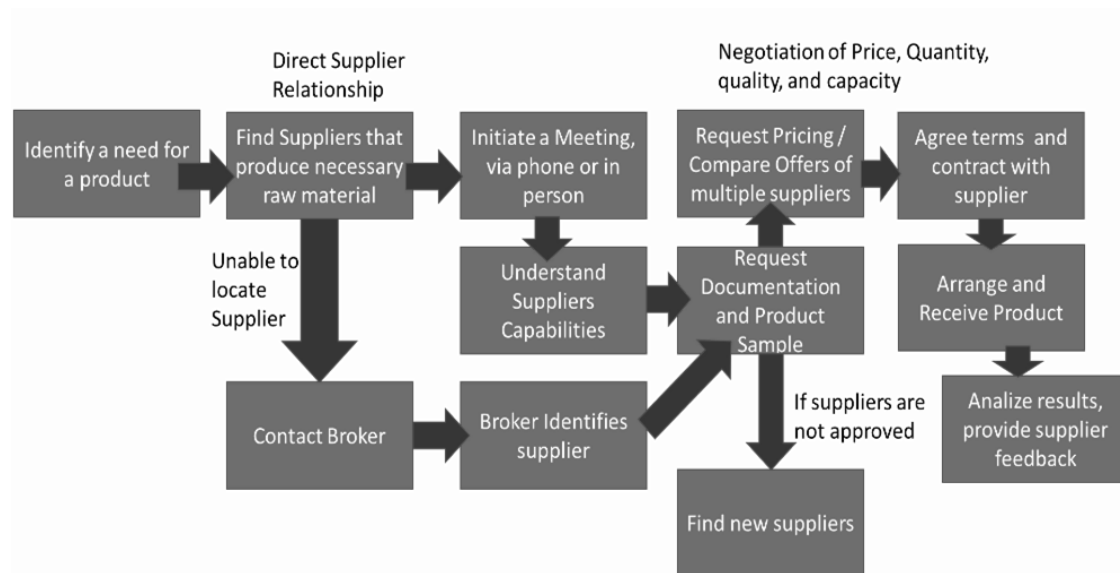 Direct Supplier
Relationship
Negotiation of Price, Quantity,
quality, and capacity
Identify a need for
a product
Find Suppliers that
produce necessary
raw material
Initiate a Meeting,
via phone or in
person
Request Pricing /
Compare Offers of
multiple suppliers
Agree terms and
contract with
supplier
Unable to
locate
Supplier
Understand
Suppliers
Capabilities
Request
Documentation
and Product
Sample
Arrange and
Receive Product
Contact Broker
Broker Identifies
supplier
If suppliers are
not approved
Analize results,
provide supplier
feedback
Find new suppliers